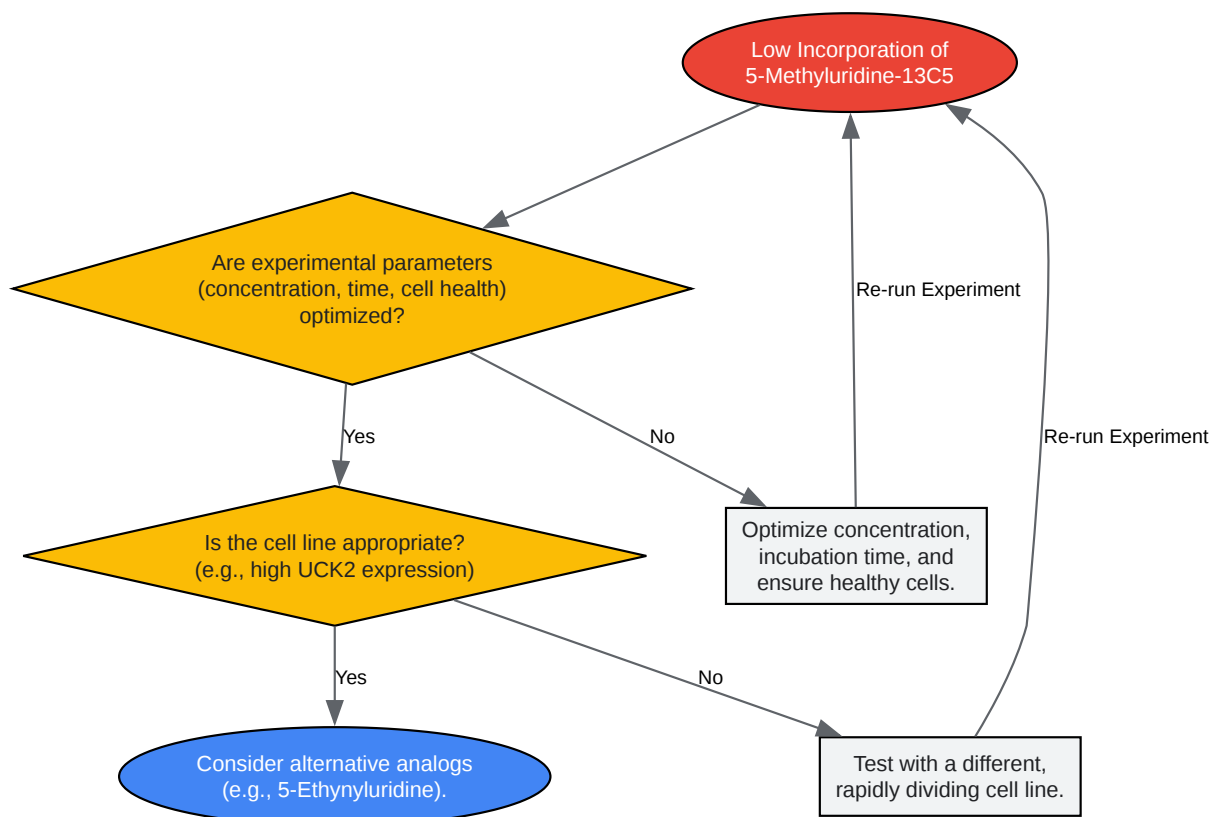 Low Incorporation of
5-Methyluridine-13C5
Are experimental parameters
(concentration, time, cell health)
optimized?
Re-run Experiment
Yes
No
Re-run Experiment
Is the cell line appropriate?
(e.g., high UCK2 expression)
Optimize concentration,
incubation time, and
ensure healthy cells.
Yes
No
Consider alternative analogs
(e.g., 5-Ethynyluridine).
Test with a different,
rapidly dividing cell line.